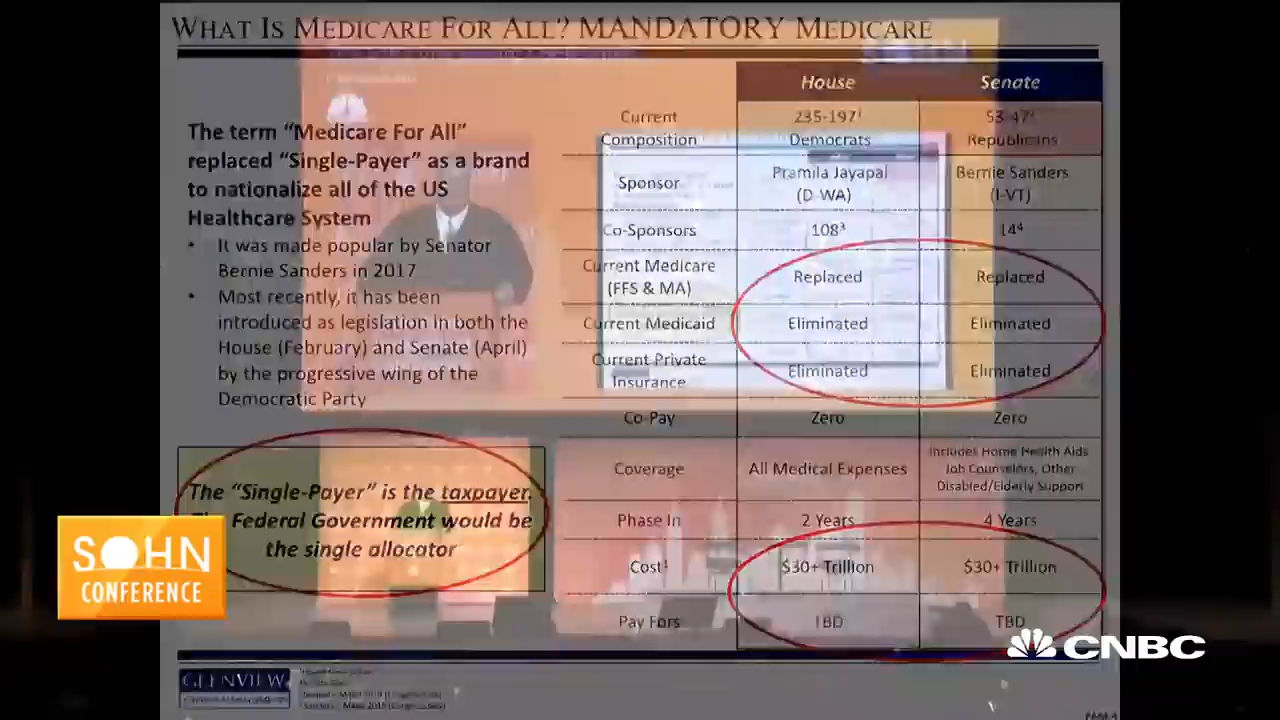 WHAT IS MEDICARE FOR ALL? MANDATORY MEDICARE
The term “Medicare For All”
replaced “Single-Payer” as a brand
to nationalize all of the US
Healthcare System
• It was made popular by Senator
Bernie Sanders in 2017
• Most recently, it has been
introduced as legislation in both the
House (February) and Senate (April)
by the progressive wing of the
Democratic Party
The “Single-Payer” is the taxpayer.
The Federal Government would be
the single allocator
House Senate
Current 235-197¹ 53-47²
Composition Democrats Republicans
Sponsor Pramila Jayapal Bernie Sanders
(D-WA) (I-VT)
Co-Sponsors 108³ 14⁴
Current Medicare
(FFS & MA) Replaced Replaced
Current Medicaid Eliminated Eliminated
Current Private
Insurance Eliminated Eliminated
Co-Pay Zero Zero
Coverage All Medical Expenses Includes Home Health Aids
Job Counselors, Other
Disabled/Elderly Support
Phase In 2 Years 4 Years
Cost¹ $30+ Trillion $30+ Trillion
Pay Fors TBD TBD
SOHN
CONFERENCE
CNBC
GLENVIEW